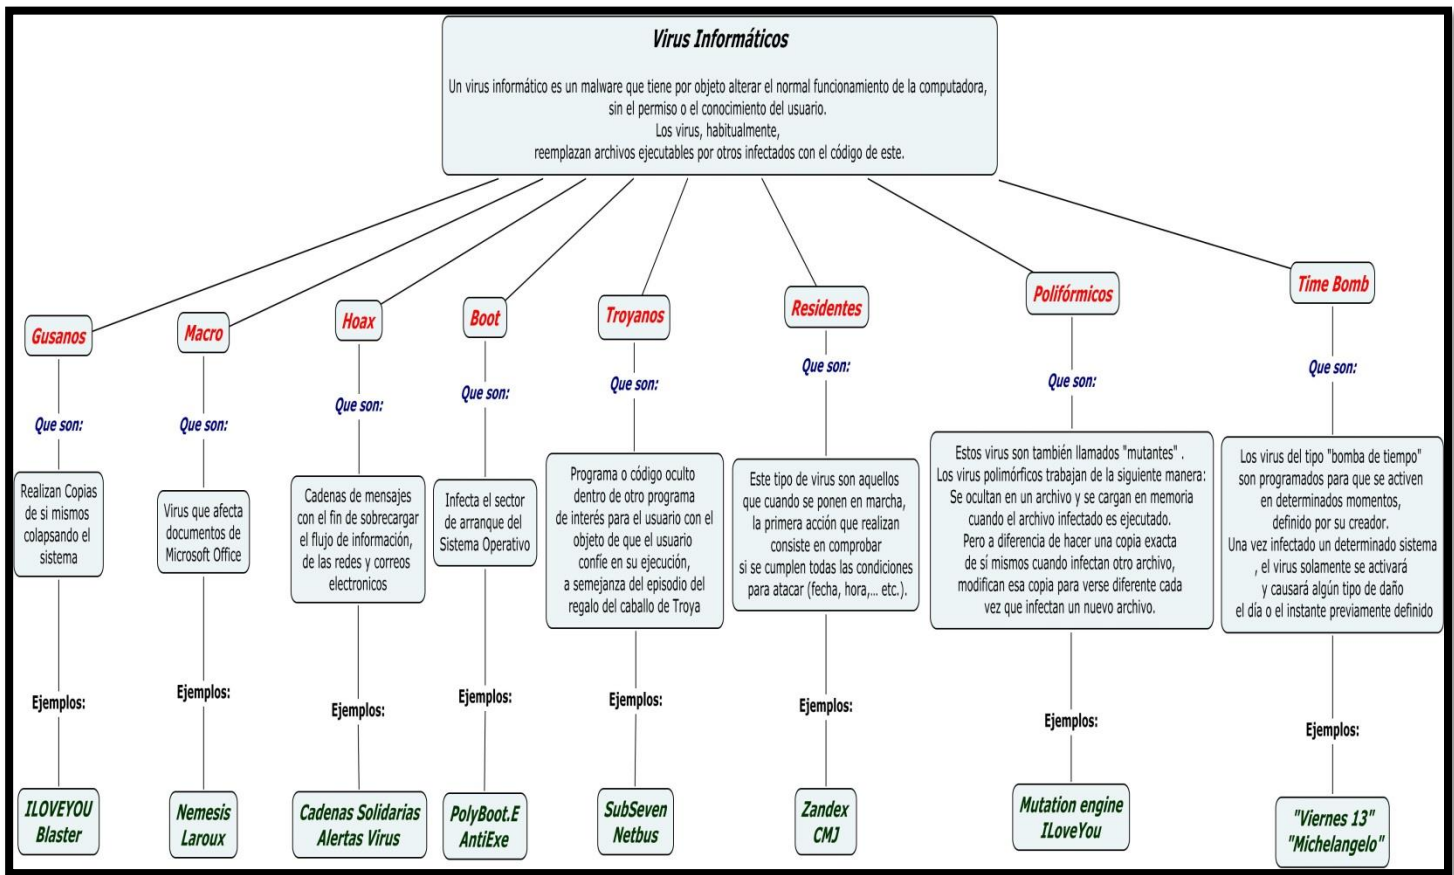 Virus Informáticos
Un virus informático es un malware que tiene por objeto alterar el normal funcionamiento de la computadora,
sin el permiso o el conocimiento del usuario.
Los virus, habitualmente,
reemplazan archivos ejecutables por otros infectados con el código de este.
Gusanos
Que son:
Realizan Copias
de si mismos
colapsando el
sistema
Ejemplos:
ILOVEYOU
Blaster
Macro
Que son:
Virus que afecta
documentos de
Microsoft Office
Ejemplos:
Nemesis
Laroux
Hoax
Que son:
Cadenas de mensajes
con el fin de sobrecargar
el flujo de información,
de las redes y correos
electronicos
Ejemplos:
Cadenas Solidarias
Alertas Virus
Boot
Que son:
Infecta el sector
de arranque del
Sistema Operativo
Ejemplos:
PolyBoot.E
AntiExe
Troyanos
Que son:
Programa o código oculto
dentro de otro programa
de interés para el usuario con el
objeto de que el usuario
confíe en su ejecución,
a semejanza del episodio del
regalo del caballo de Troya
Ejemplos:
SubSeven
Netbus
Residentes
Que son:
Este tipo de virus son aquellos
que cuando se ponen en marcha,
la primera acción que realizan
consiste en comprobar
si se cumplen todas las condiciones
para atacar (fecha, hora,... etc.).
Ejemplos:
Zandex
CMJ
Polifórmicos
Que son:
Estos virus son también llamados "mutantes" .
Los virus polimórficos trabajan de la siguiente manera:
Se ocultan en un archivo y se cargan en memoria
cuando el archivo infectado es ejecutado.
Pero a diferencia de hacer una copia exacta
de sí mismos cuando infectan otro archivo,
modifican esa copia para verse diferente cada
vez que infectan un nuevo archivo.
Ejemplos:
Mutation engine
ILoveYou
Time Bomb
Que son:
Los virus del tipo "bomba de tiempo"
son programados para que se activen
en determinados momentos,
definido por su creador.
Una vez infectado un determinado sistema
, el virus solamente se activará
y causará algún tipo de daño
el día o el instante previamente definido
Ejemplos:
"Viernes 13"
"Michelangelo"